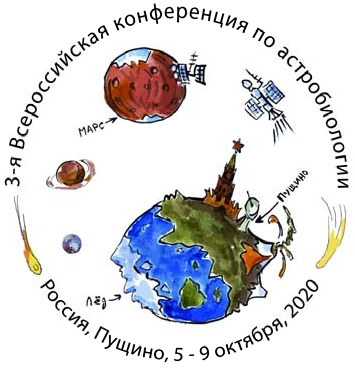 3-я Всероссийская конференция по астробиологии
МАРС
ПУЩИНО
ЛЁД
Россия, Пущино, 5 - 9 октября, 2020